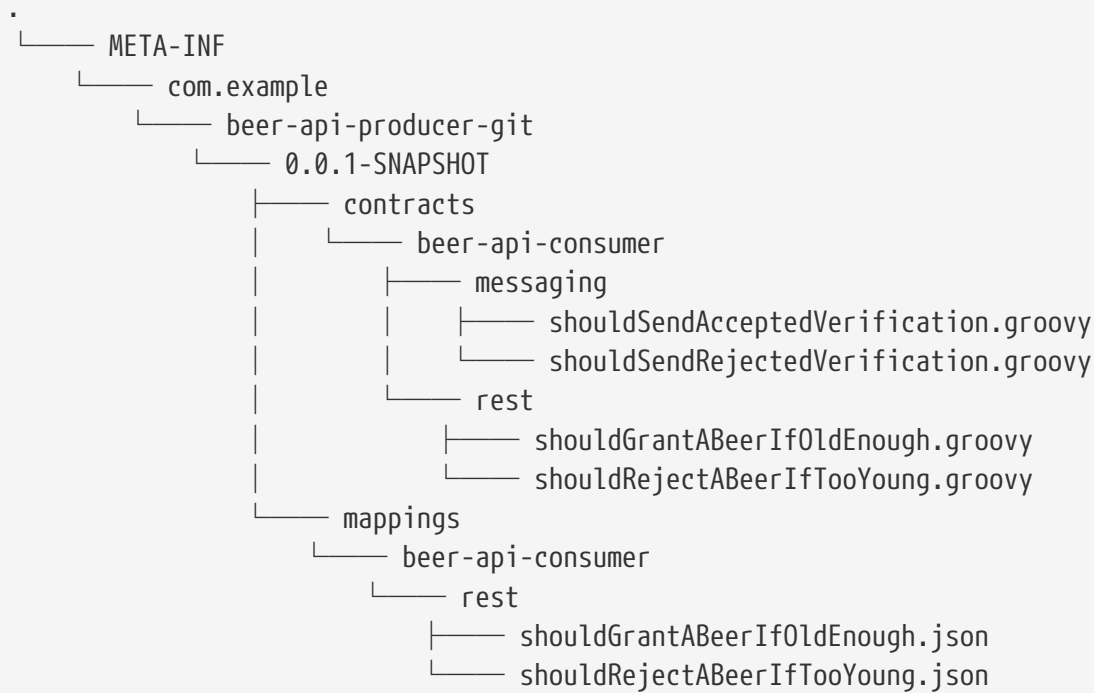 .
└── META-INF
    └── com.example
        └── beer-api-producer-git
            └── 0.0.1-SNAPSHOT
                ├── contracts
                │   └── beer-api-consumer
                │       ├── messaging
                │       │   ├── shouldSendAcceptedVerification.groovy
                │       │   └── shouldSendRejectedVerification.groovy
                │       └── rest
                │           ├── shouldGrantABeerIfOldEnough.groovy
                │           └── shouldRejectABeerIfTooYoung.groovy
                └── mappings
                    └── beer-api-consumer
                        └── rest
                            ├── shouldGrantABeerIfOldEnough.json
                            └── shouldRejectABeerIfTooYoung.json